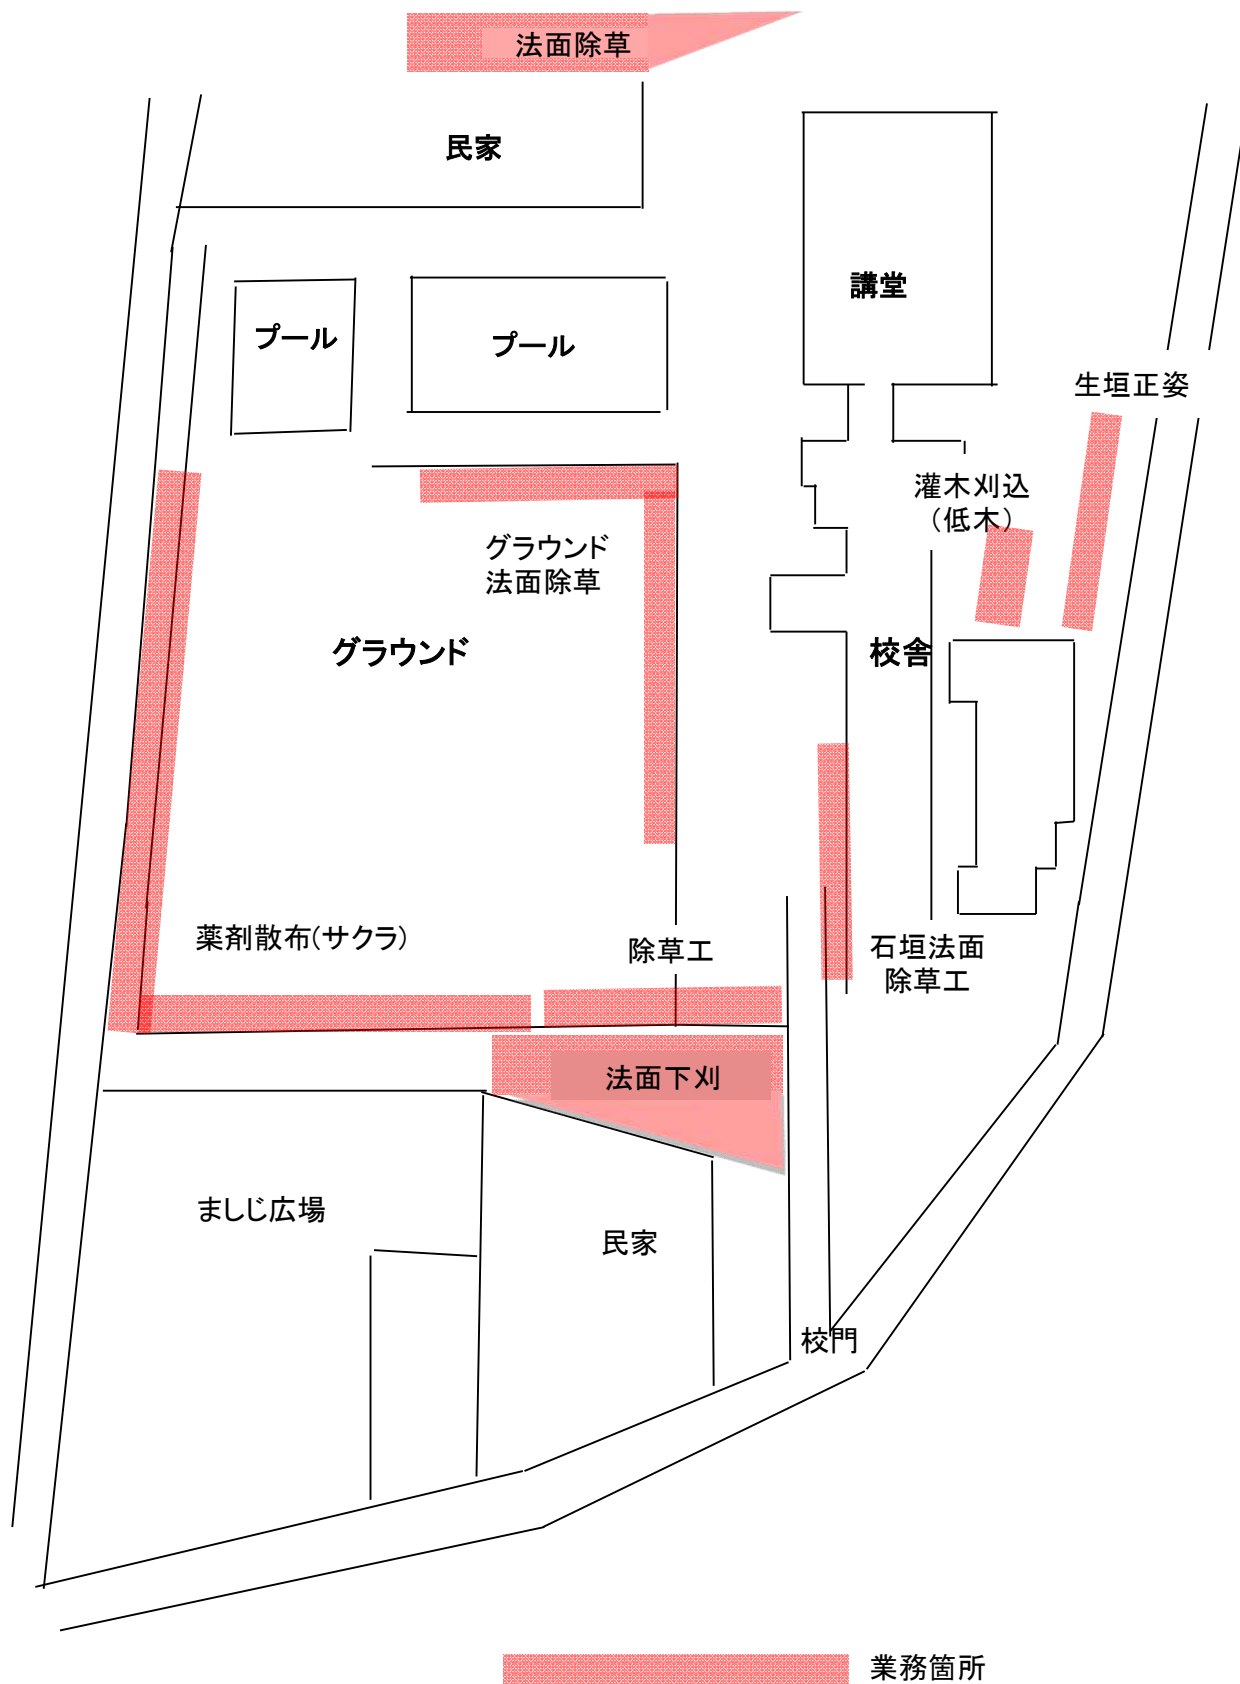 法面除草
民家
講堂
プール
プール
生垣正姿
灌木刈込
（低木）
グラウンド
法面除草
グラウンド
校舎
薬剤散布(サクラ)
除草工
石垣法面
除草工
法面下刈
ましじ広場
民家
校門
業務箇所